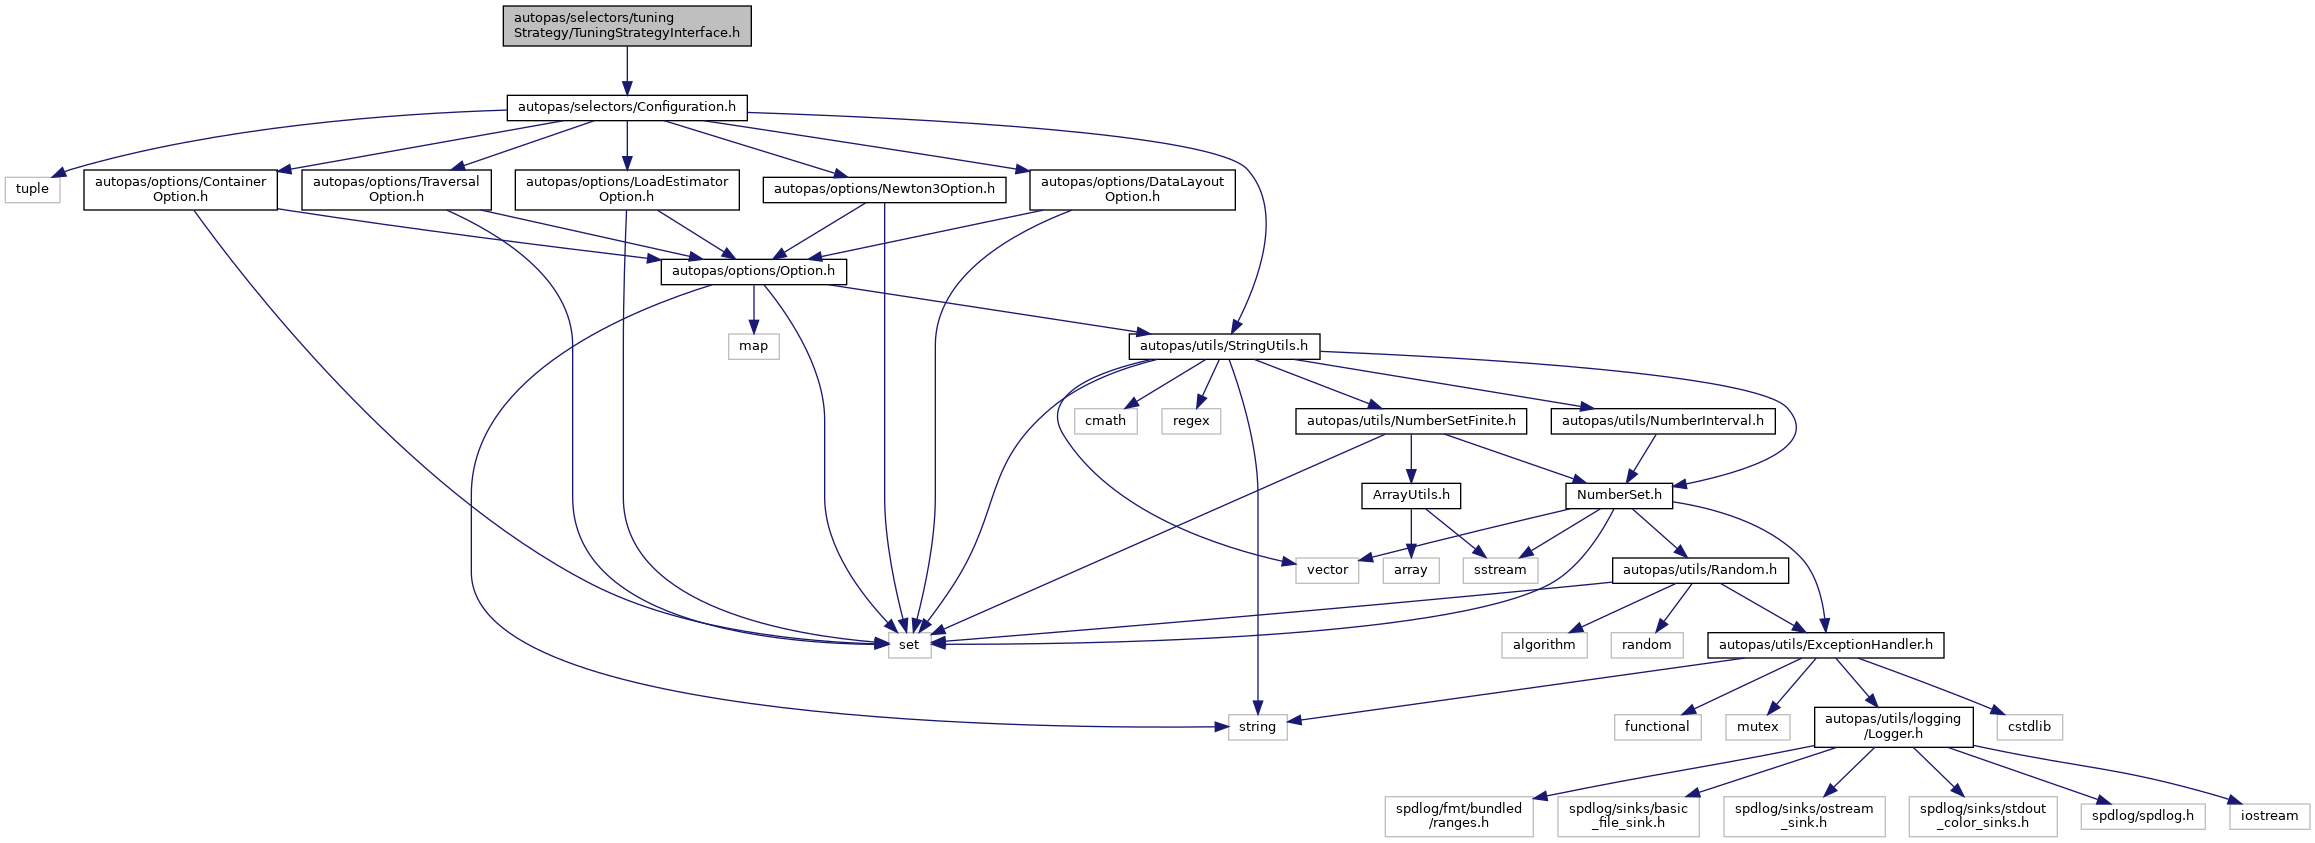 autopas/selectors/tuning
Strategy/TuningStrategyInterface.h
autopas/selectors/Configuration.h
tuple
autopas/options/Container
Option.h
autopas/options/Traversal
Option.h
autopas/options/LoadEstimator
Option.h
autopas/options/Newton3Option.h
autopas/options/DataLayout
Option.h
autopas/options/Option.h
map
autopas/utils/StringUtils.h
cmath
regex
autopas/utils/NumberSetFinite.h
autopas/utils/NumberInterval.h
ArrayUtils.h
NumberSet.h
vector
array
sstream
autopas/utils/Random.h
set
algorithm
random
autopas/utils/ExceptionHandler.h
string
functional
mutex
autopas/utils/logging
/Logger.h
cstdlib
spdlog/fmt/bundled
/ranges.h
spdlog/sinks/basic
_file_sink.h
spdlog/sinks/ostream
_sink.h
spdlog/sinks/stdout
_color_sinks.h
spdlog/spdlog.h
iostream